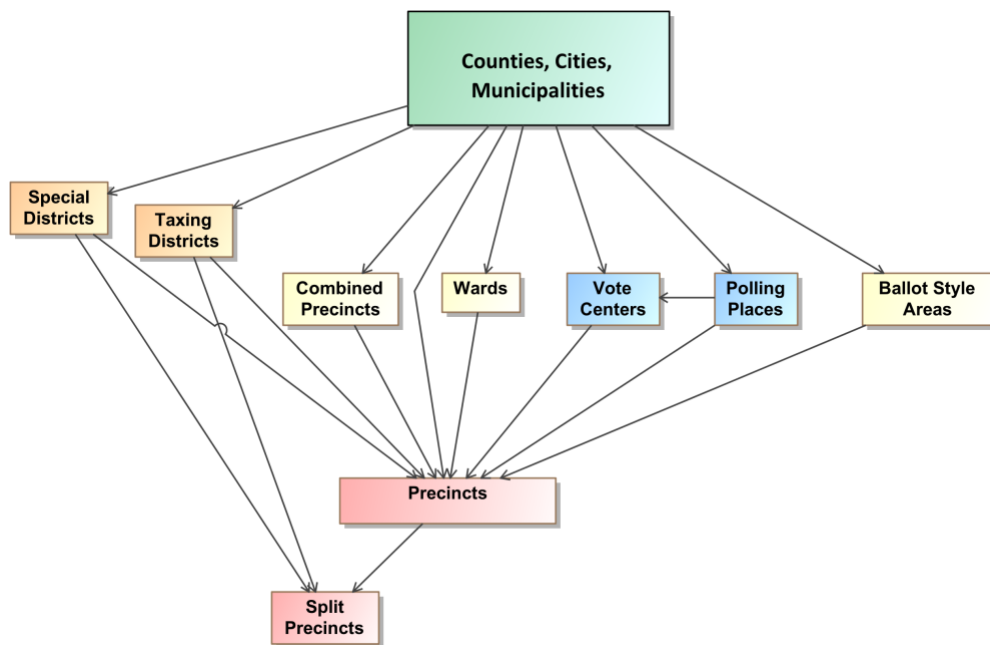 Counties, Cities,
Municipalities
Special
Districts
Taxing
Districts
Combined
Precincts
Wards
Vote
Centers
Polling
Places
Ballot Style
Areas
Precincts
Split
Precincts